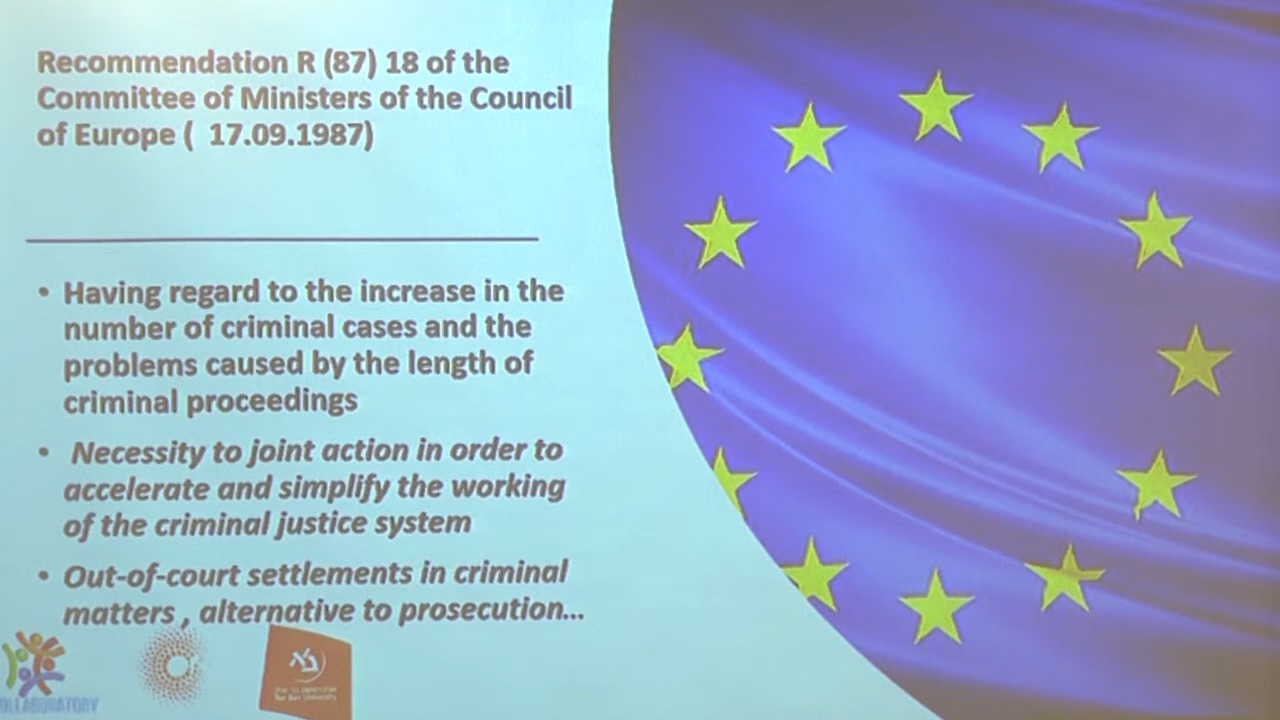 Recommendation R (87) 18 of the
Committee of Ministers of the Council
of Europe ( 17.09.1987)
• Having regard to the increase in the
number of criminal cases and the
problems caused by the length of
criminal proceedings
• Necessity to joint action in order to
accelerate and simplify the working
of the criminal justice system
• Out-of-court settlements in criminal
matters , alternative to prosecution...
Bar Ilan University